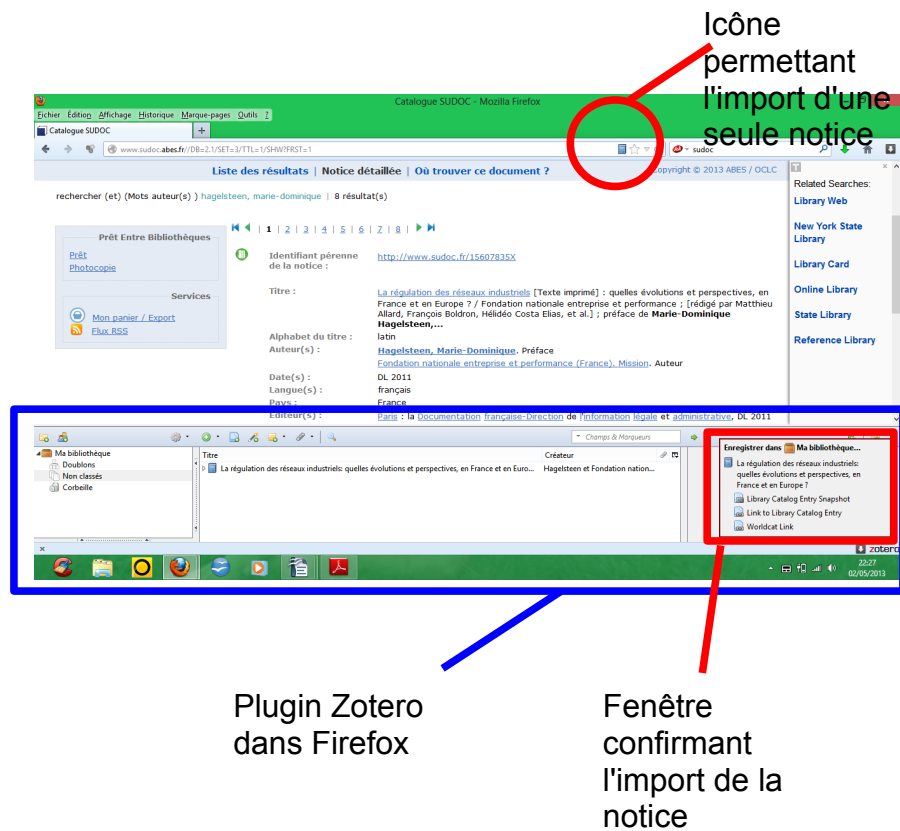 Icône
permettant
l'import d'une
seule notice
Catalogue SUDOC - Mozilla Firefox
Fichier Édition Affichage Historique Marque-pages Outils ?
Catalogue SUDOC +
www.sudoc.abes.fr//DB=2.1/SET=3/TTL=1/SHW?FRST=1
sudoc
Liste des résultats | Notice détaillée | Où trouver ce document ?
Copyright © 2013 ABES / OCLC
rechercher (et) (Mots auteur(s) ) hagelsteen, marie-dominique | 8 résultat(s)
| 1 | 2 | 3 | 4 | 5 | 6 | 7 | 8 |
Prêt Entre Bibliothèques
Prêt
Photocopie
Services
Mon panier / Export
Flux RSS
Identifiant pérenne
de la notice :
http://www.sudoc.fr/15607835X
Titre :
La régulation des réseaux industriels [Texte imprimé] : quelles évolutions et perspectives, en
France et en Europe ? / Fondation nationale entreprise et performance ; [rédigé par Matthieu
Allard, François Boldron, Hélidéo Costa Elias, et al.] ; préface de Marie-Dominique
Hagelsteen,...
Alphabet du titre :
latin
Auteur(s) :
Hagelsteen, Marie-Dominique. Préface
Fondation nationale entreprise et performance (France). Mission. Auteur
Date(s) :
DL 2011
Langue(s) :
français
Pays :
France
Editeur(s) :
Paris : la Documentation française-Direction de l'information légale et administrative, DL 2011
Related Searches:
Library Web
New York State
Library
Library Card
Online Library
State Library
Reference Library
Champs & Marqueurs
Ma bibliothèque
Doublons
Non classés
Corbeille
Titre
Créateur
La régulation des réseaux industriels: quelles évolutions et perspectives, en France et en Euro...
Hagelsteen et Fondation nation...
Enregistrer dans Ma bibliothèque...
La régulation des réseaux industriels:
quelles évolutions et perspectives, en
France et en Europe ?
Library Catalog Entry Snapshot
Link to Library Catalog Entry
Worldcat Link
zotero
22:27
02/05/2013
Plugin Zotero
dans Firefox
Fenêtre
confirmant
l'import de la
notice